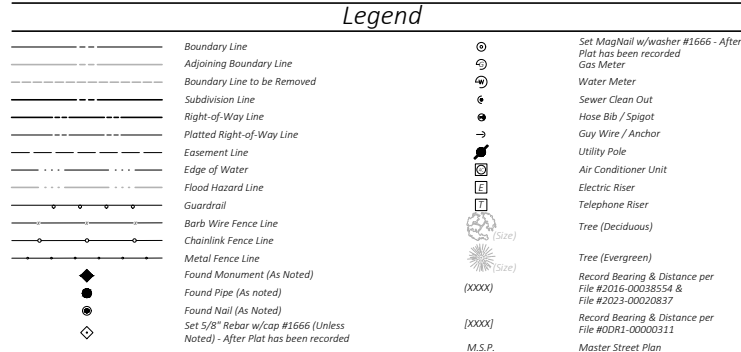 Legend
Boundary Line
Adjoining Boundary Line
Boundary Line to be Removed
Subdivision Line
Right-of-Way Line
Platted Right-of-Way Line
Easement Line
Edge of Water
Flood Hazard Line
Guardrail
Barb Wire Fence Line
Chainlink Fence Line
Metal Fence Line
Found Monument (As Noted)
Found Pipe (As noted)
Found Nail (As Noted)
Set 5/8" Rebar w/cap #1666 (Unless
Noted) - After Plat has been recorded
Set MagNail w/washer #1666 - After
Plat has been recorded
G Gas Meter
W Water Meter
Sewer Clean Out
Hose Bib / Spigot
Guy Wire / Anchor
Utility Pole
Air Conditioner Unit
E Electric Riser
T Telephone Riser
(Size) Tree (Deciduous)
(Size) Tree (Evergreen)
(XXXX) Record Bearing & Distance per
File #2016-00038554 &
File #2023-00020837
[XXXX] Record Bearing & Distance per
File #0DR1-00000311
M.S.P. Master Street Plan